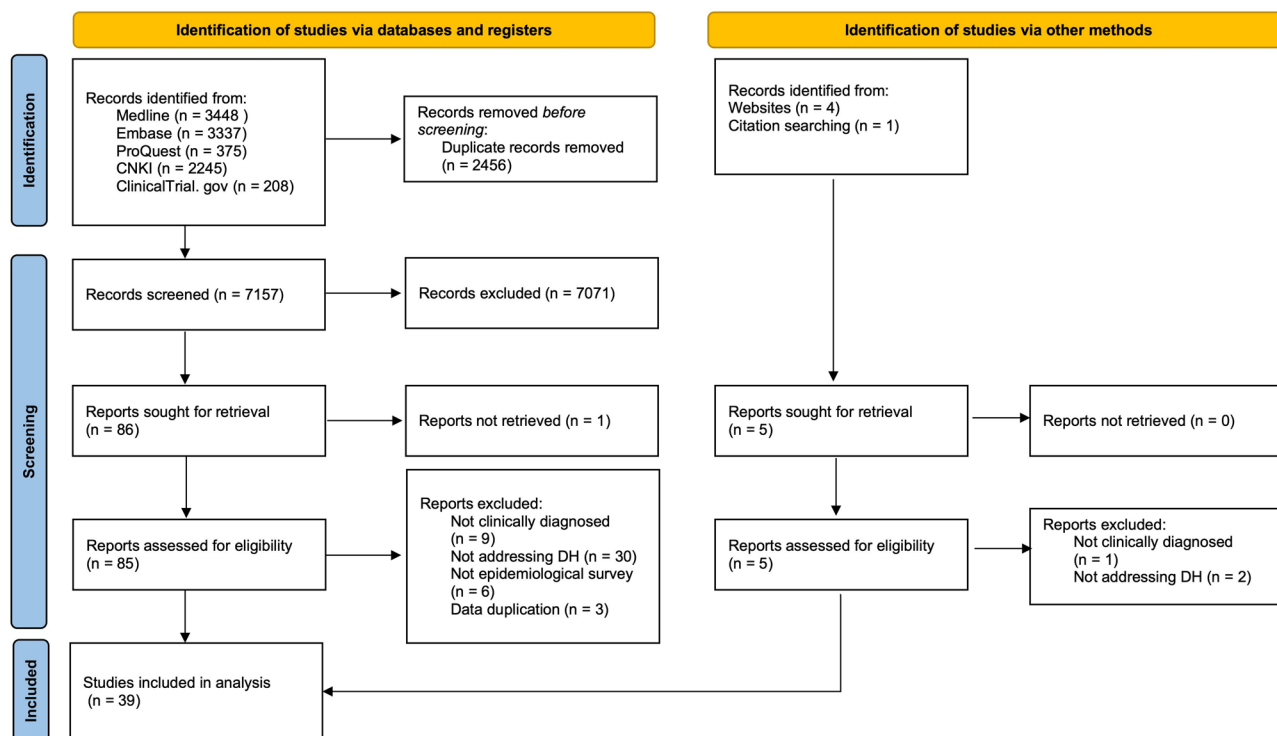 Identification of studies via databases and registers
Identification of studies via other methods
Identification
Records identified from:
Medline (n = 3448 )
Embase (n = 3337)
ProQuest (n = 375)
CNKI (n = 2245)
ClinicalTrial. gov (n = 208)
Records removed before
screening:
Duplicate records removed
(n = 2456)
Records identified from:
Websites (n = 4)
Citation searching (n = 1)
Screening
Records screened (n = 7157)
Records excluded (n = 7071)
Reports sought for retrieval
(n = 86)
Reports not retrieved (n = 1)
Reports sought for retrieval
(n = 5)
Reports not retrieved (n = 0)
Reports assessed for eligibility
(n = 85)
Reports excluded:
Not clinically diagnosed
(n = 9)
Not addressing DH (n = 30)
Not epidemiological survey
(n = 6)
Data duplication (n = 3)
Reports assessed for eligibility
(n = 5)
Reports excluded:
Not clinically diagnosed
(n = 1)
Not addressing DH (n = 2)
Included
Studies included in analysis
(n = 39)